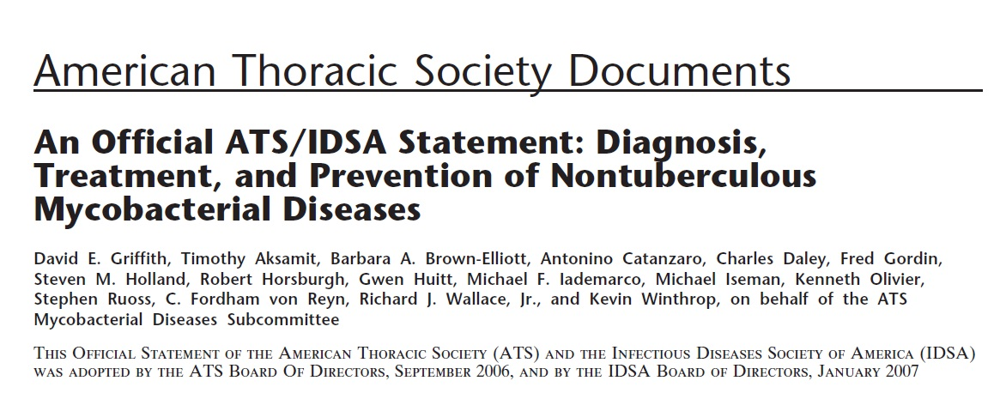 American Thoracic Society Documents
An Official ATS/IDSA Statement: Diagnosis,
Treatment, and Prevention of Nontuberculous
Mycobacterial Diseases
David E. Griffith, Timothy Aksamit, Barbara A. Brown-Elliott, Antonino Catanzaro, Charles Daley, Fred Gordin,
Steven M. Holland, Robert Horsburgh, Gwen Huitt, Michael F. Iademarco, Michael Iseman, Kenneth Olivier,
Stephen Ruoss, C. Fordham von Reyn, Richard J. Wallace, Jr., and Kevin Winthrop, on behalf of the ATS
Mycobacterial Diseases Subcommittee
This Official Statement of the American Thoracic Society (ATS) and the Infectious Diseases Society of America (IDSA)
was adopted by the ATS Board Of Directors, September 2006, and by the IDSA Board of Directors, January 2007